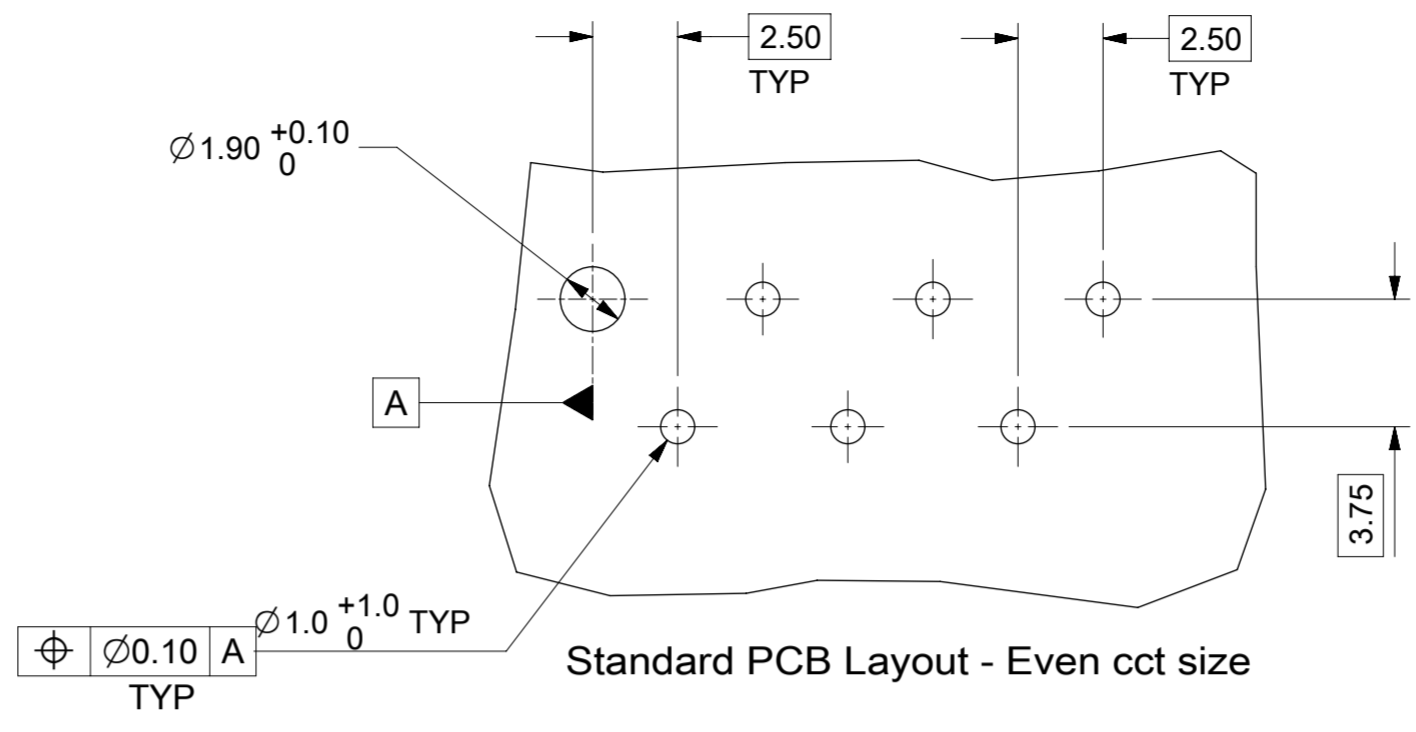 2.50
TYP
2.50
TYP
∅1.90 +0.10
0
A
3.75
∅1.0 +1.0 TYP
0
⌖ ∅0.10 A
TYP
Standard PCB Layout - Even cct size